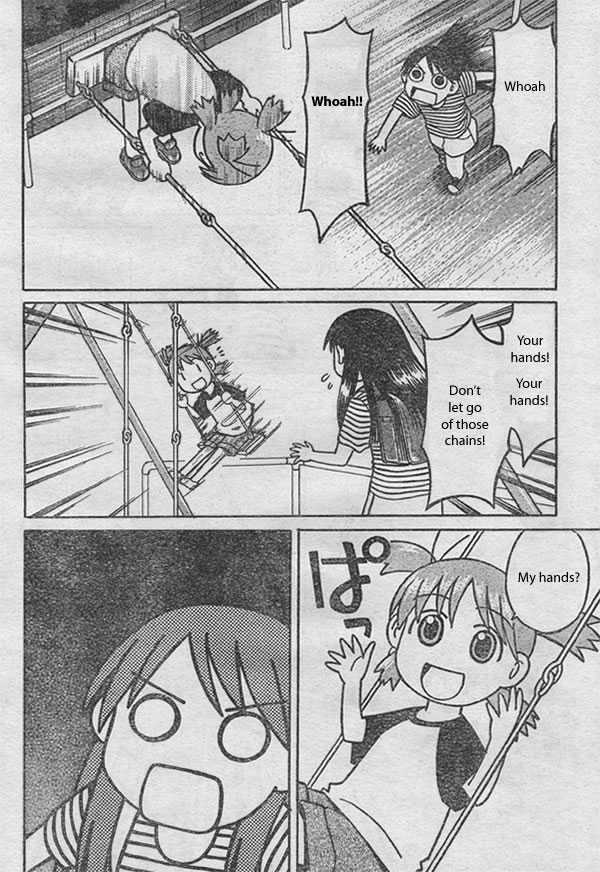 Whoah
Whoah!!
Your
hands!
Your
hands!
Don't
let go
of those
chains!
My hands?
ぱっ